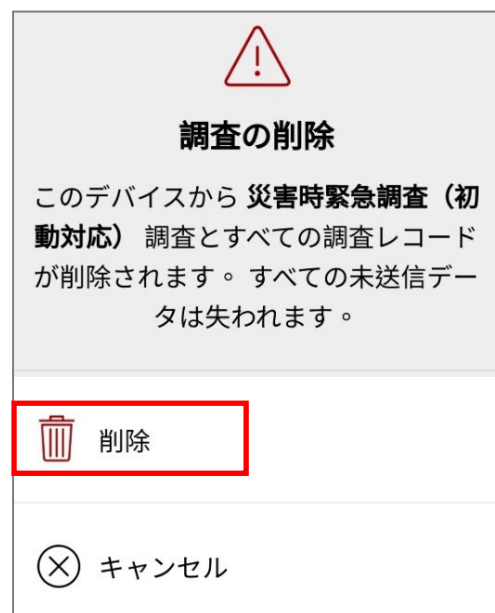 調査の削除
このデバイスから 災害時緊急調査（初
動対応） 調査とすべての調査レコード
が削除されます。 すべての未送信デー
タは失われます。
削除
キャンセル